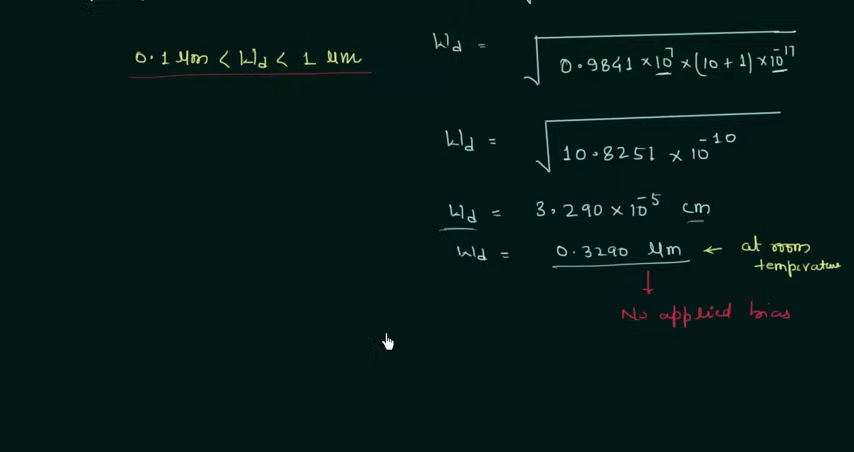 0.1 μm < Wd < 1 μm
Wd = √(0.9841 × 10⁷ × (10 + 1) × 10⁻¹⁷)
Wd = √(10.8251 × 10⁻¹⁰)
Wd = 3.290 × 10⁻⁵ cm
Wd = 0.3290 μm ← at room
temperature
↓
No applied bias